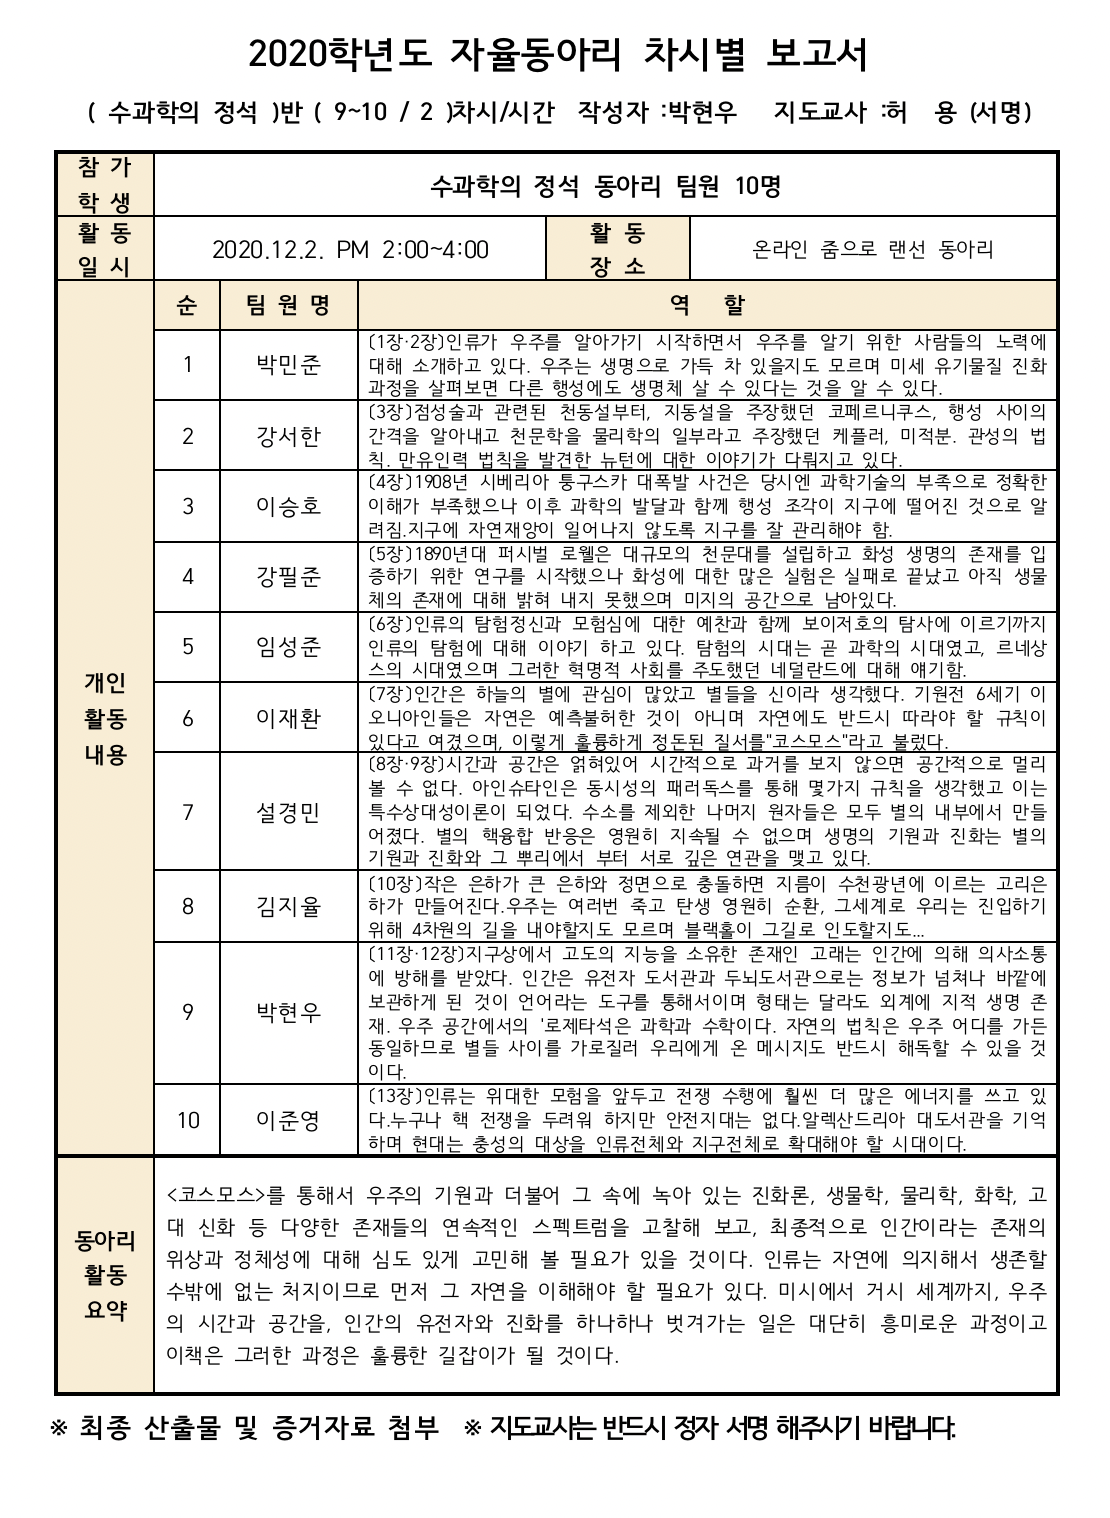 2020학년도 자율동아리 차시별 보고서
( 수과학의 정석 )반 ( 9~10 / 2 )차시/시간 작성자 :박현우 지도교사 :허 용 (서명)
참 가
학 생
수과학의 정석 동아리 팀원 10명
활 동
일 시
2020.12.2. PM 2:00~4:00
활 동
장 소
온라인 줌으로 랜선 동아리
개인
활동
내용
순 팀 원 명 역 할
1 박민준
〔1장·2장〕인류가 우주를 알아가기 시작하면서 우주를 알기 위한 사람들의 노력에
대해 소개하고 있다. 우주는 생명으로 가득 차 있을지도 모르며 미세 유기물질 진화
과정을 살펴보면 다른 행성에도 생명체 살 수 있다는 것을 알 수 있다.
2 강서한
〔3장〕점성술과 관련된 천동설부터, 지동설을 주장했던 코페르니쿠스, 행성 사이의
간격을 알아내고 천문학을 물리학의 일부라고 주장했던 케플러, 미적분. 관성의 법
칙. 만유인력 법칙을 발견한 뉴턴에 대한 이야기가 다뤄지고 있다.
3 이승호
〔4장〕1908년 시베리아 퉁구스카 대폭발 사건은 당시엔 과학기술의 부족으로 정확한
이해가 부족했으나 이후 과학의 발달과 함께 행성 조각이 지구에 떨어진 것으로 알
려짐.지구에 자연재앙이 일어나지 않도록 지구를 잘 관리해야 함.
4 강필준
〔5장〕1890년대 퍼시벌 로웰은 대규모의 천문대를 설립하고 화성 생명의 존재를 입
증하기 위한 연구를 시작했으나 화성에 대한 많은 실험은 실패로 끝났고 아직 생물
체의 존재에 대해 밝혀 내지 못했으며 미지의 공간으로 남아있다.
5 임성준
〔6장〕인류의 탐험정신과 모험심에 대한 예찬과 함께 보이저호의 탐사에 이르기까지
인류의 탐험에 대해 이야기 하고 있다. 탐험의 시대는 곧 과학의 시대였고, 르네상
스의 시대였으며 그러한 혁명적 사회를 주도했던 네덜란드에 대해 얘기함.
6 이재환
〔7장〕인간은 하늘의 별에 관심이 많았고 별들을 신이라 생각했다. 기원전 6세기 이
오니아인들은 자연은 예측불허한 것이 아니며 자연에도 반드시 따라야 할 규칙이
있다고 여겼으며, 이렇게 훌륭하게 정돈된 질서를"코스모스"라고 불렀다.
7 설경민
〔8장·9장〕시간과 공간은 얽혀있어 시간적으로 과거를 보지 않으면 공간적으로 멀리
볼 수 없다. 아인슈타인은 동시성의 패러독스를 통해 몇가지 규칙을 생각했고 이는
특수상대성이론이 되었다. 수소를 제외한 나머지 원자들은 모두 별의 내부에서 만들
어졌다. 별의 핵융합 반응은 영원히 지속될 수 없으며 생명의 기원과 진화는 별의
기원과 진화와 그 뿌리에서 부터 서로 깊은 연관을 맺고 있다.
8 김지율
〔10장〕작은 은하가 큰 은하와 정면으로 충돌하면 지름이 수천광년에 이르는 고리은
하가 만들어진다.우주는 여러번 죽고 탄생 영원히 순환, 그세계로 우리는 진입하기
위해 4차원의 길을 내야할지도 모르며 블랙홀이 그길로 인도할지도...
9 박현우
〔11장·12장〕지구상에서 고도의 지능을 소유한 존재인 고래는 인간에 의해 의사소통
에 방해를 받았다. 인간은 유전자 도서관과 두뇌도서관으로는 정보가 넘쳐나 바깥에
보관하게 된 것이 언어라는 도구를 통해서이며 형태는 달라도 외계에 지적 생명 존
재. 우주 공간에서의 '로제타석은 과학과 수학이다. 자연의 법칙은 우주 어디를 가든
동일하므로 별들 사이를 가로질러 우리에게 온 메시지도 반드시 해독할 수 있을 것
이다.
10 이준영
〔13장〕인류는 위대한 모험을 앞두고 전쟁 수행에 훨씬 더 많은 에너지를 쓰고 있
다.누구나 핵 전쟁을 두려워 하지만 안전지대는 없다.알렉산드리아 대도서관을 기억
하며 현대는 충성의 대상을 인류전체와 지구전체로 확대해야 할 시대이다.
동아리
활동
요약
<코스모스>를 통해서 우주의 기원과 더불어 그 속에 녹아 있는 진화론, 생물학, 물리학, 화학, 고
대 신화 등 다양한 존재들의 연속적인 스펙트럼을 고찰해 보고, 최종적으로 인간이라는 존재의
위상과 정체성에 대해 심도 있게 고민해 볼 필요가 있을 것이다. 인류는 자연에 의지해서 생존할
수밖에 없는 처지이므로 먼저 그 자연을 이해해야 할 필요가 있다. 미시에서 거시 세계까지, 우주
의 시간과 공간을, 인간의 유전자와 진화를 하나하나 벗겨가는 일은 대단히 흥미로운 과정이고
이책은 그러한 과정은 훌륭한 길잡이가 될 것이다.
※ 최종 산출물 및 증거자료 첨부 ※ 지도교사는 반드시 정자 서명 해주시기 바랍니다.